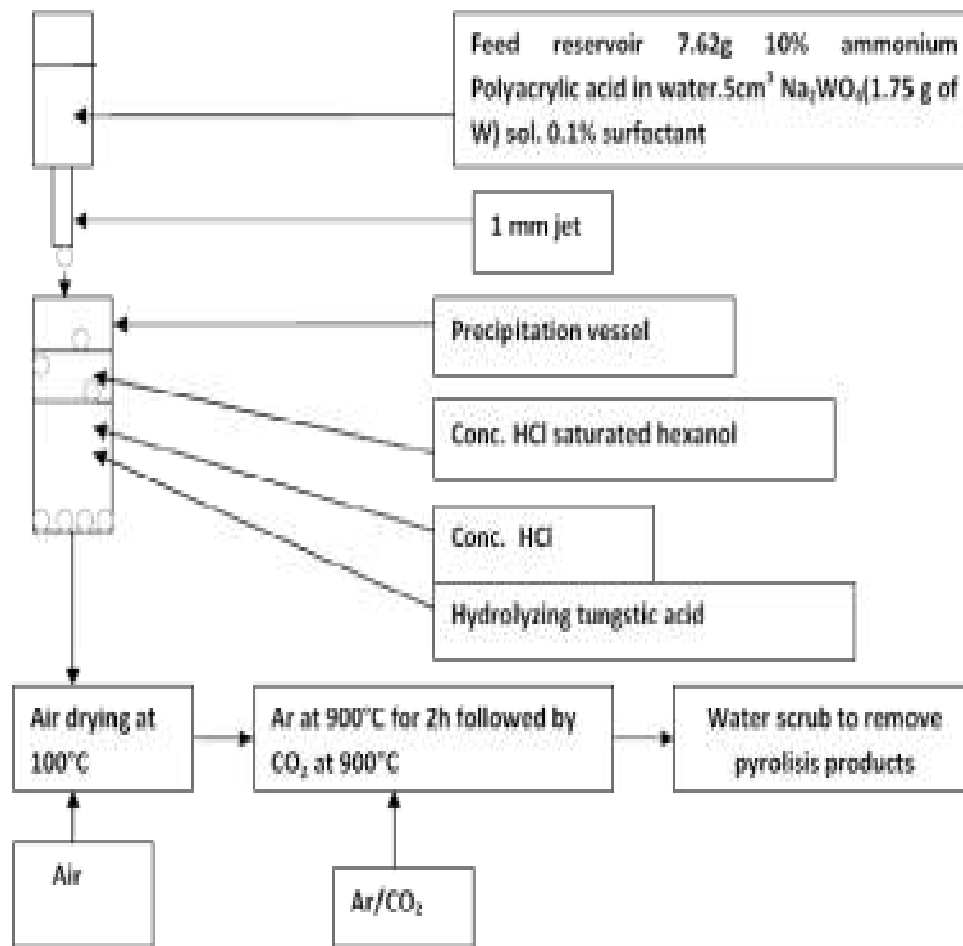 Feed reservoir 7.62g 10% ammonium
Polyacrylic acid in water.5cm³ Na₂WO₄(1.75 g of
W) sol. 0.1% surfactant
1 mm jet
Precipitation vessel
Conc. HCl saturated hexanol
Conc. HCl
Hydrolyzing tungstic acid
Air drying at
100°C
Ar at 900°C for 2h followed by
CO₂ at 900°C
Water scrub to remove
pyrolisis products
Air
Ar/CO₂